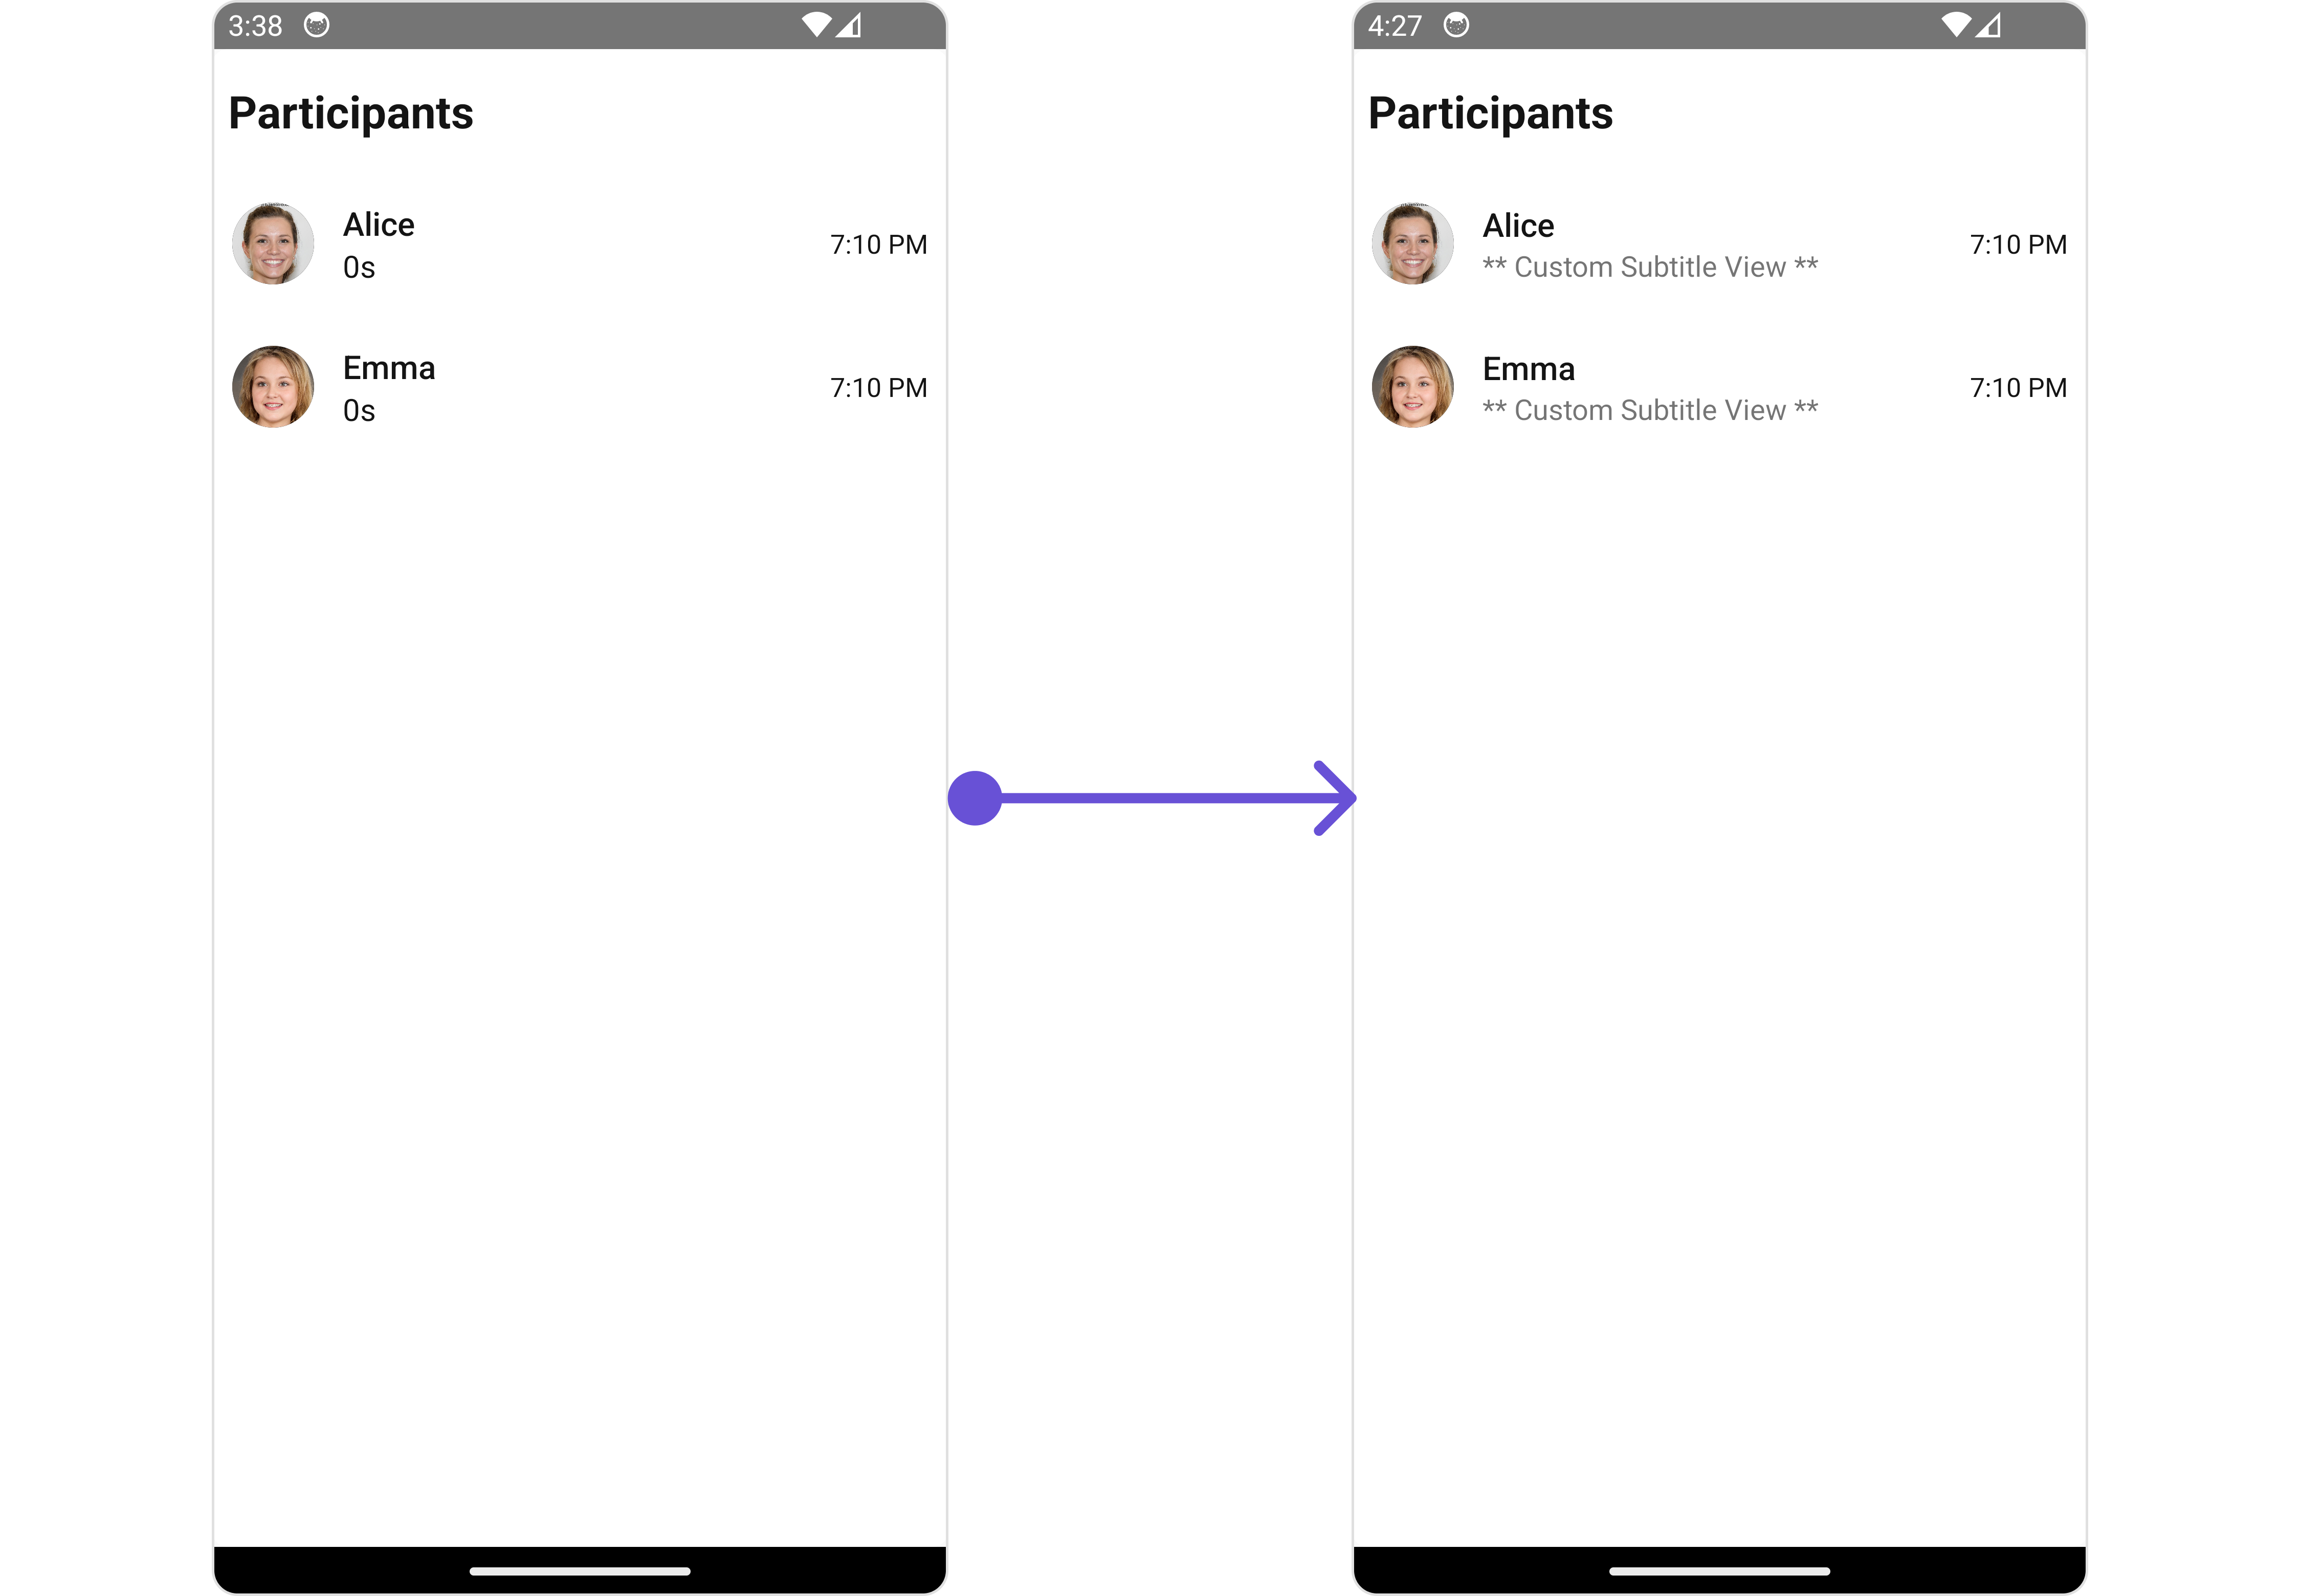 3:38
Participants
Alice
0s
7:10 PM
Emma
0s
7:10 PM
4:27
Participants
Alice
** Custom Subtitle View **
7:10 PM
Emma
** Custom Subtitle View **
7:10 PM